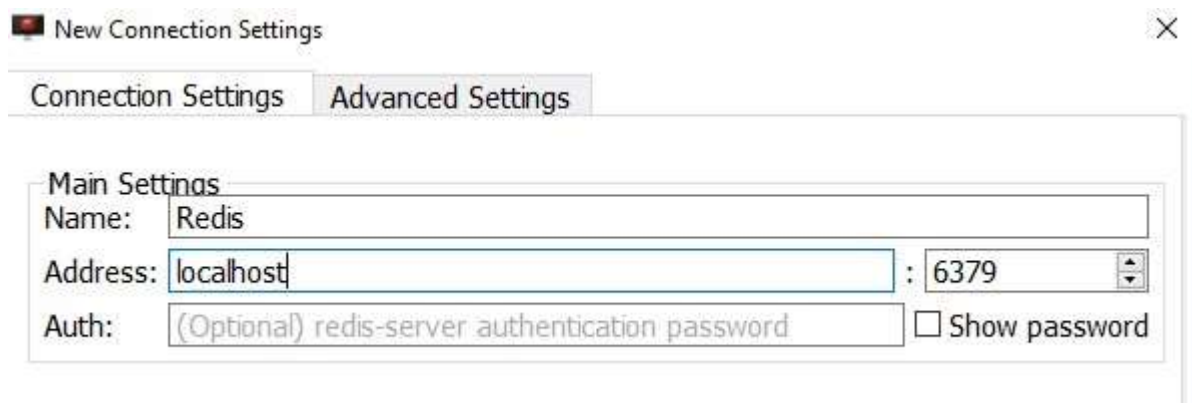 New Connection Settings
Connection Settings Advanced Settings
Main Settings
Name: Redis
Address: localhost : 6379
Auth: (Optional) redis-server authentication password Show password